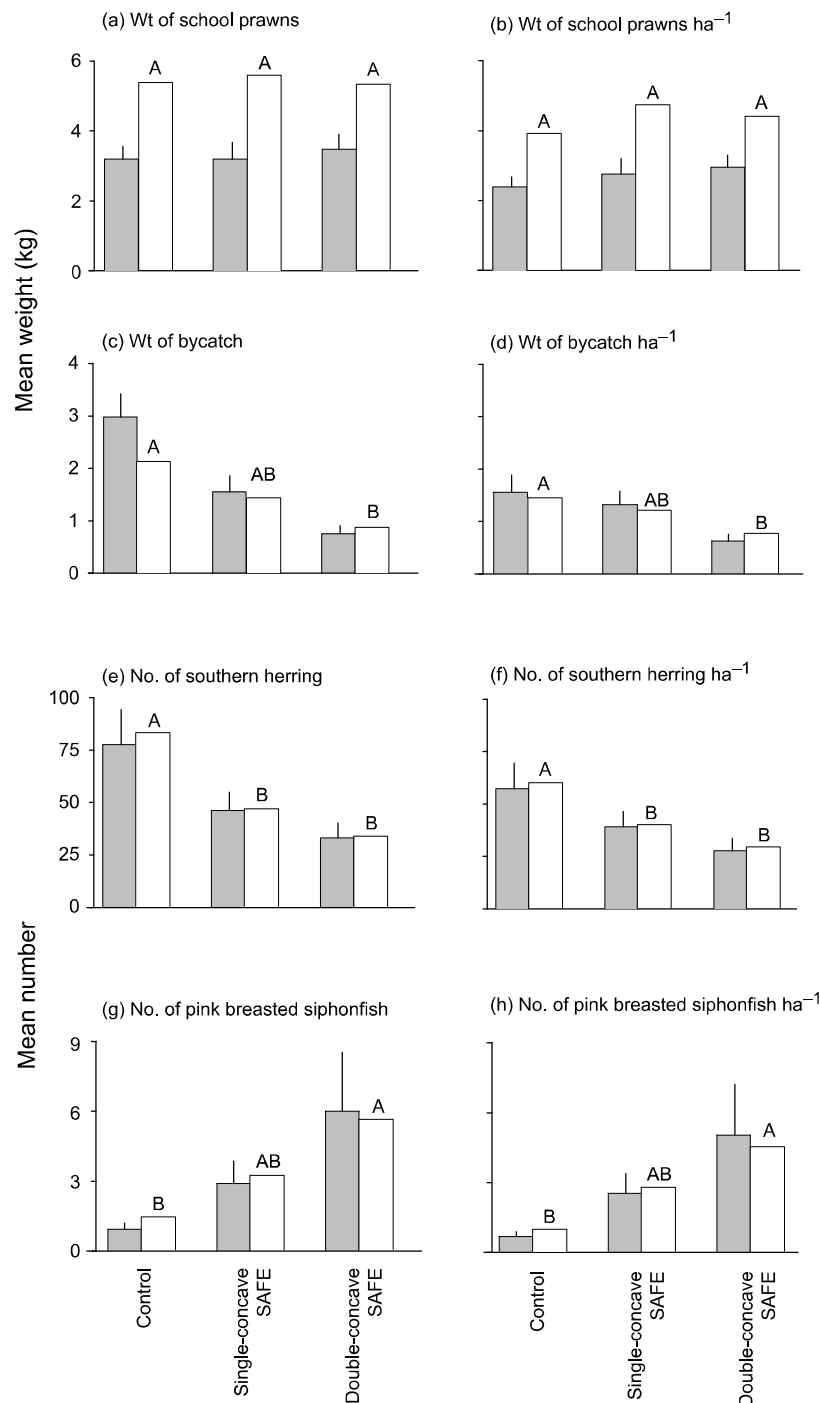 (a) Wt of school prawns
(b) Wt of school prawns ha⁻¹
6
4
2
0
A
A
A
A
A
A
Mean weight (kg)
(c) Wt of bycatch
(d) Wt of bycatch ha⁻¹
4
3
2
1
0
A
AB
B
A
AB
B
(e) No. of southern herring
(f) No. of southern herring ha⁻¹
100
75
50
25
0
A
B
B
A
B
B
Mean number
(g) No. of pink breasted siphonfish
(h) No. of pink breasted siphonfish ha⁻¹
9
6
3
0
B
AB
A
B
AB
A
Control
Single-concave
SAFE
Double-concave
SAFE
Control
Single-concave
SAFE
Double-concave
SAFE